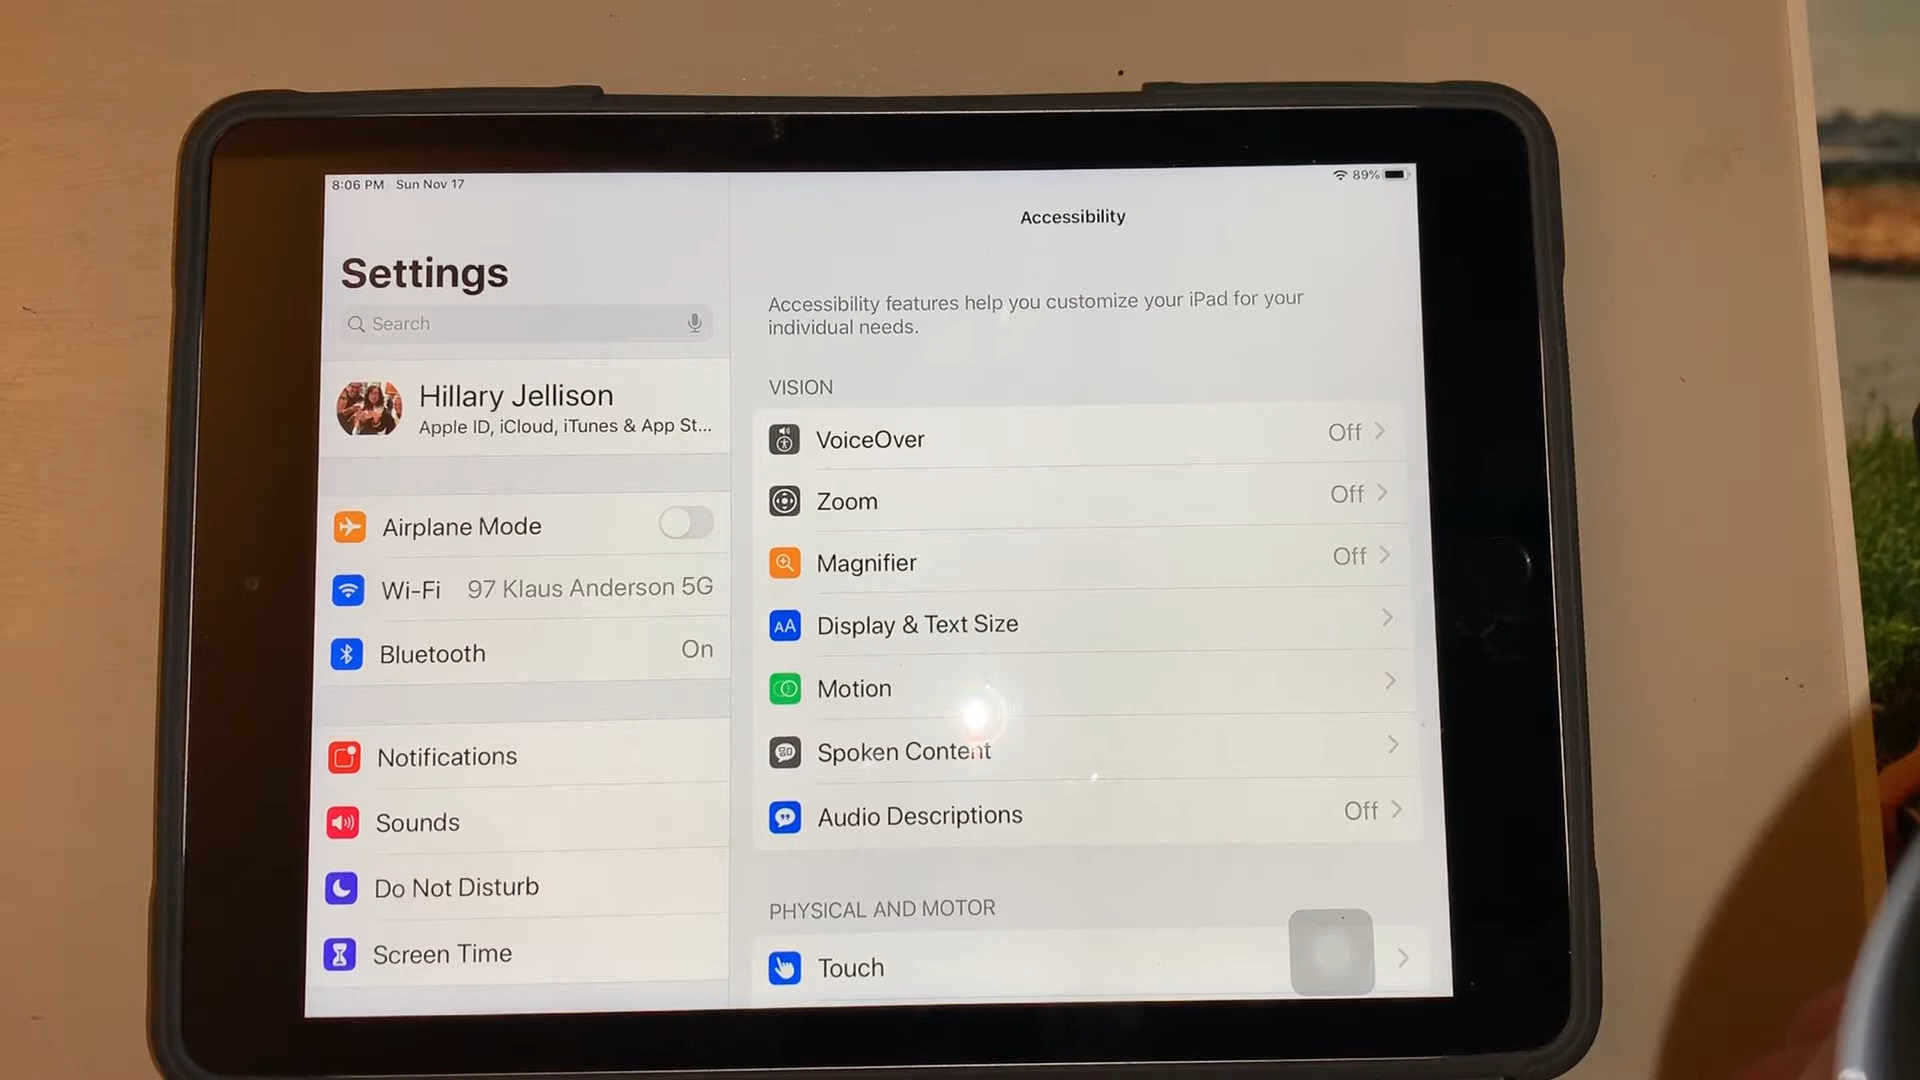 8:06 PM Sun Nov 17
89%
Settings
Search
Hillary Jellison
Apple ID, iCloud, iTunes & App St...
Airplane Mode
Wi-Fi 97 Klaus Anderson 5G
Bluetooth On
Notifications
Sounds
Do Not Disturb
Screen Time
Accessibility
Accessibility features help you customize your iPad for your
individual needs.
VISION
VoiceOver Off
Zoom Off
Magnifier Off
AA Display & Text Size
Motion
Spoken Content
Audio Descriptions Off
PHYSICAL AND MOTOR
Touch